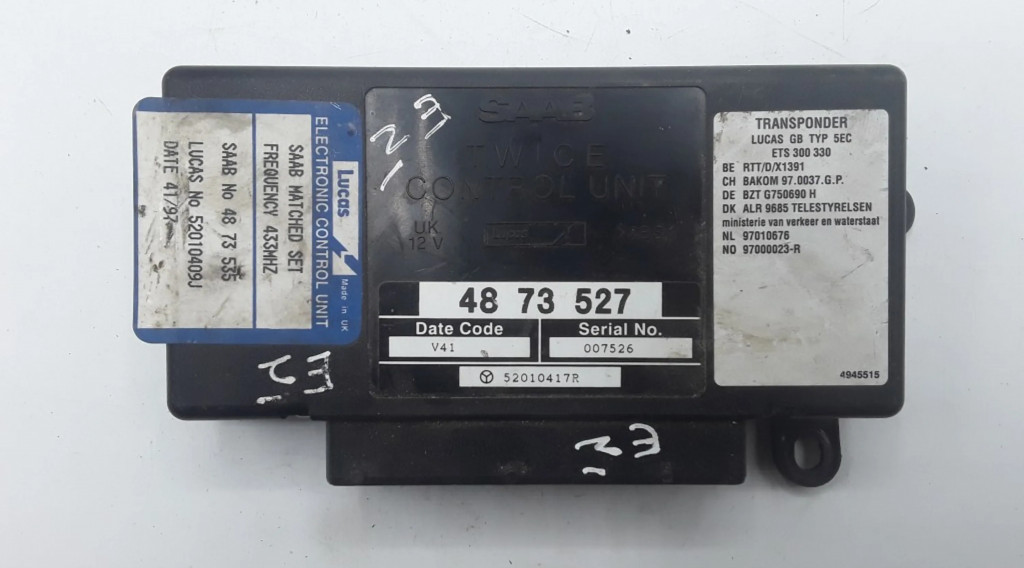 Lucas
Made in UK
ELECTRONIC CONTROL UNIT
SAAB MATCHED SET
FREQUENCY 433MHZ
SAAB No 48 73 535
LUCAS No 52010409J
DATE 41/97
SAAB
TWICE
CONTROL UNIT
UK
12 V
48 73 527
Date Code
Serial No.
V41
007526
52010417R
TRANSPONDER
LUCAS GB TYP 5EC
ETS 300 330
BE RTT/D/X1391
CH BAKOM 97.0037.G.P.
DE BZT G750690 H
DK ALR 9685 TELESTYRELSEN
ministerie van verkeer en waterstaat
NL 97010676
NO 97000023-R
4945515